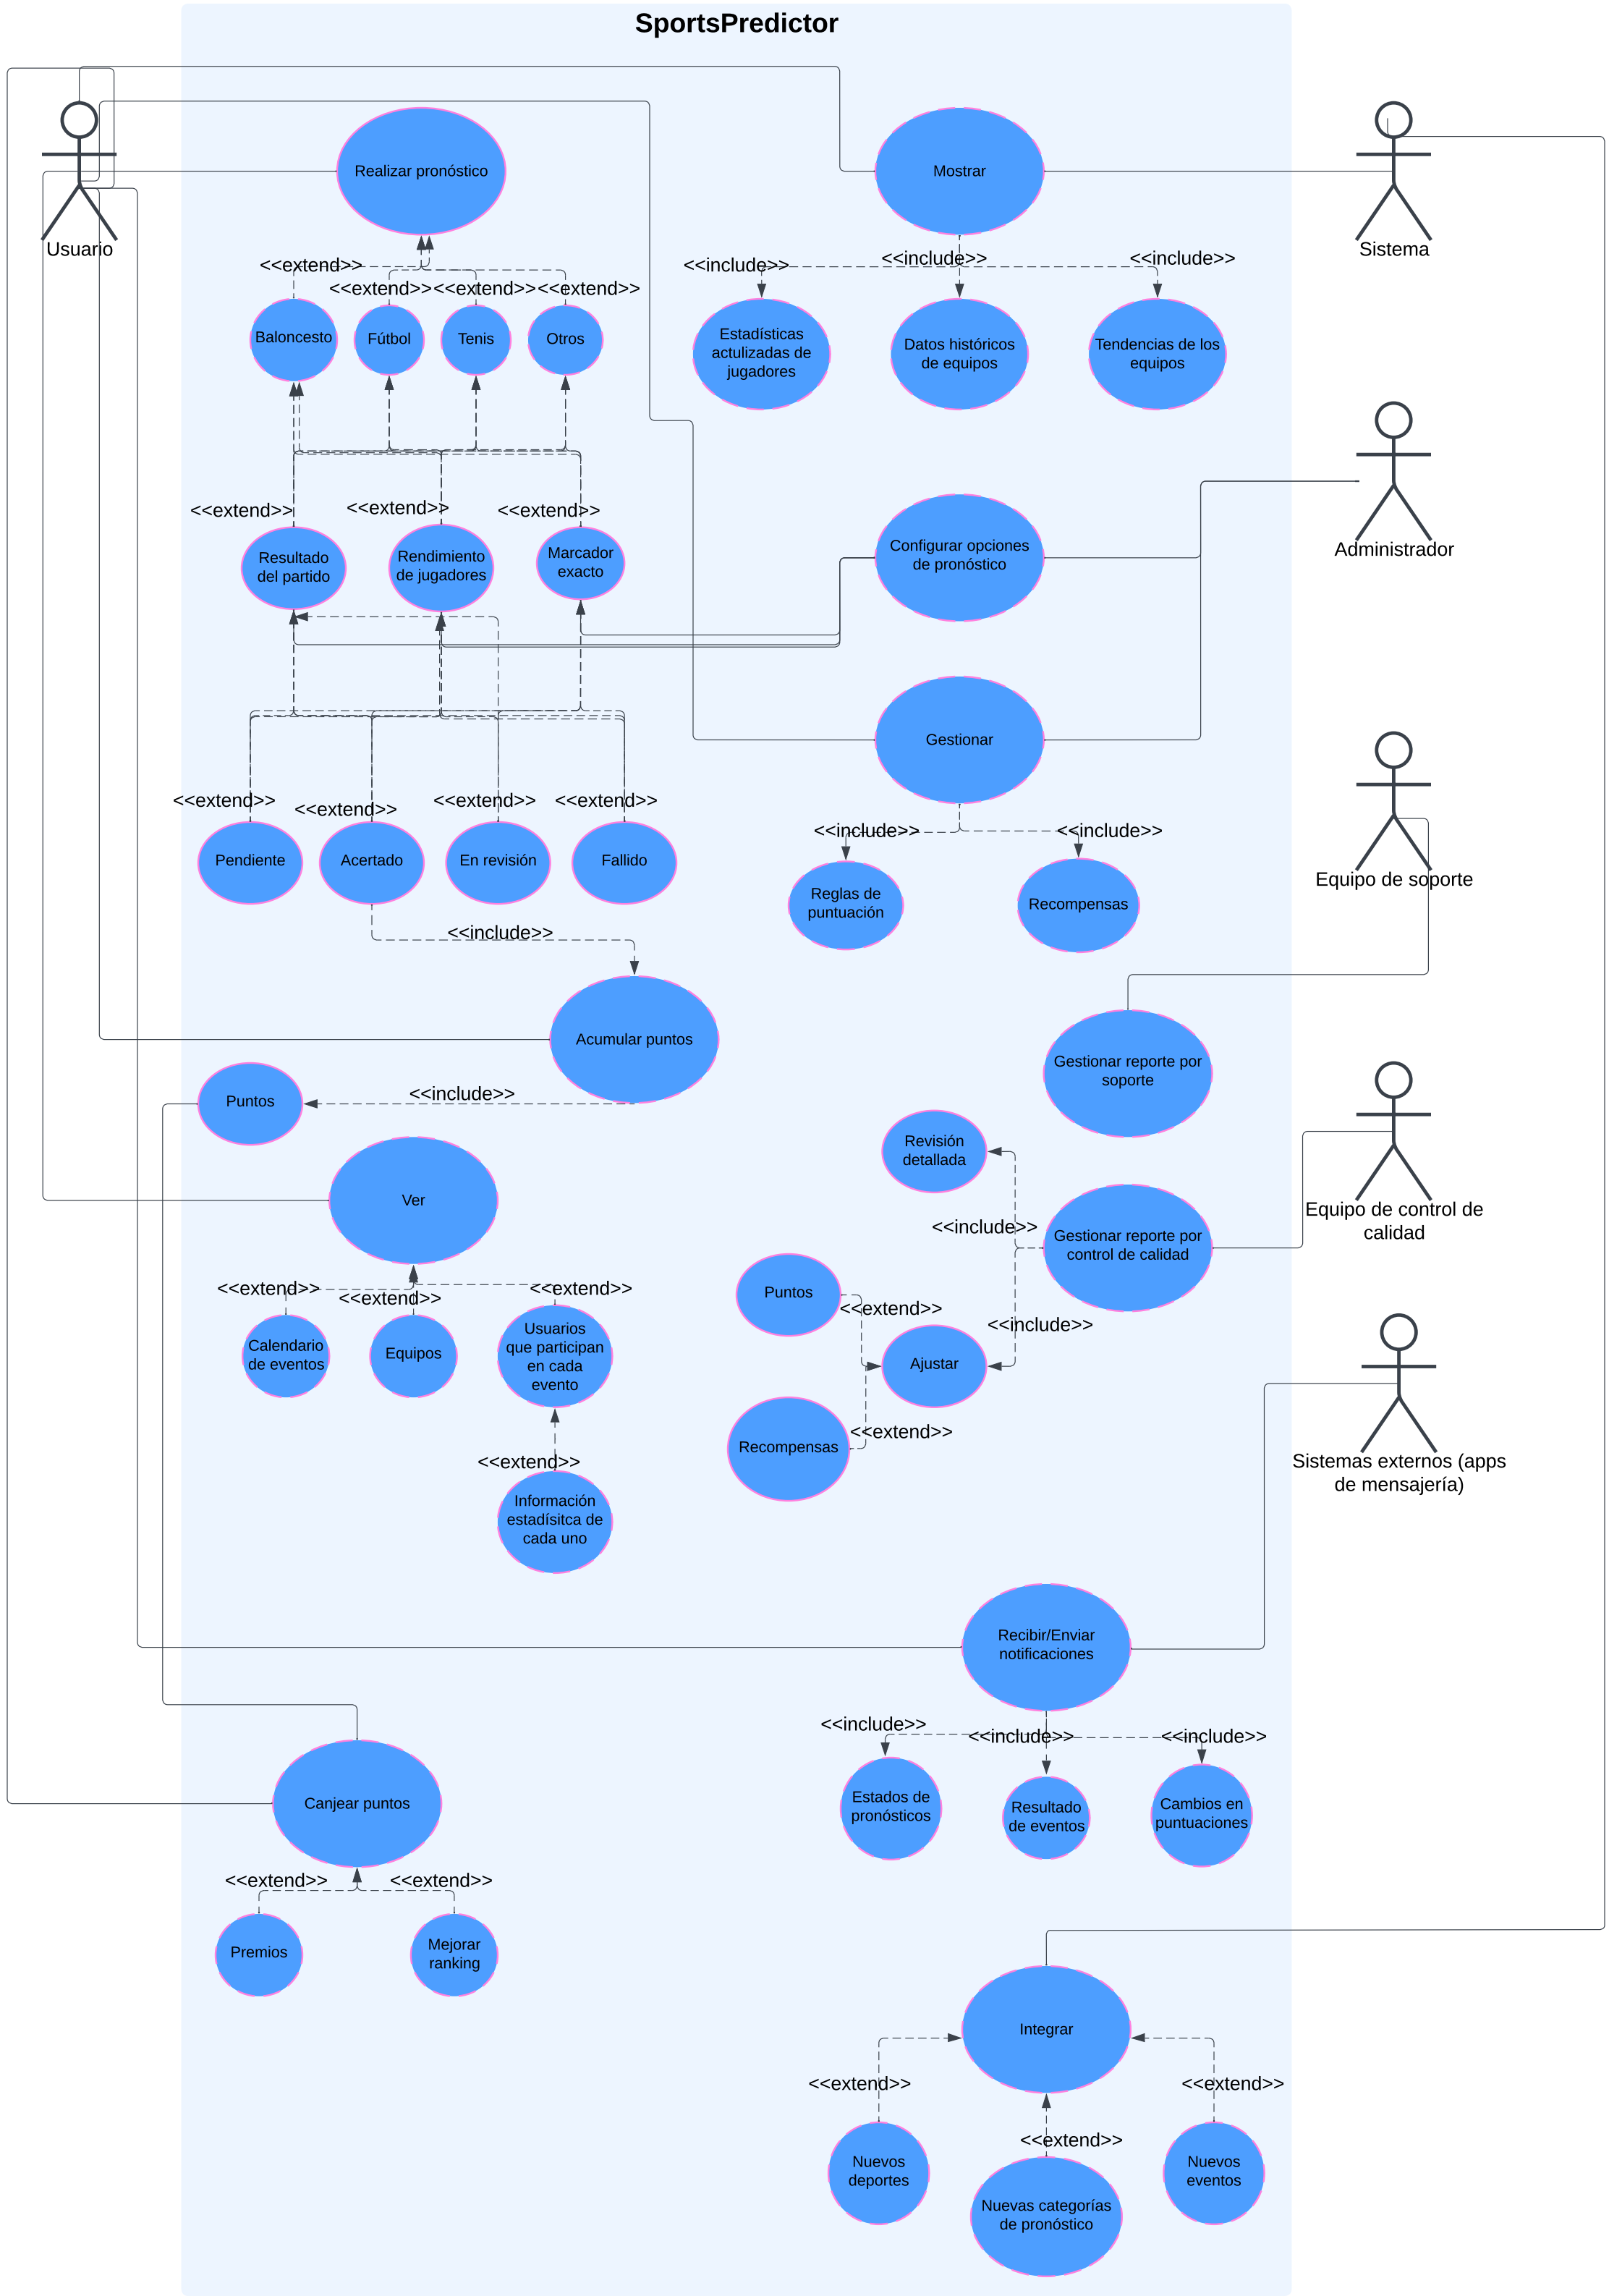 SportsPredictor
Realizar pronóstico
Mostrar
Usuario
Sistema
<<extend>>
<<extend>>
<<extend>>
<<extend>>
<<include>>
<<include>>
<<include>>
Baloncesto
Fútbol
Tenis
Otros
Estadísticas
actulizadas de
jugadores
Datos históricos
de equipos
Tendencias de los
equipos
<<extend>>
<<extend>>
<<extend>>
Resultado
del partido
Rendimiento
de jugadores
Marcador
exacto
Configurar opciones
de pronóstico
Administrador
Gestionar
<<extend>>
<<extend>>
<<extend>>
<<extend>>
<<include>>
<<include>>
Pendiente
Acertado
En revisión
Fallido
Reglas de
puntuación
Recompensas
Equipo de soporte
<<include>>
Acumular puntos
Gestionar reporte por
soporte
<<include>>
Puntos
Revisión
detallada
Ver
<<include>>
Gestionar reporte por
control de calidad
Equipo de control de
calidad
<<extend>>
<<extend>>
<<extend>>
Puntos
<<extend>>
<<include>>
Calendario
de eventos
Equipos
Usuarios
que participan
en cada
evento
Ajustar
Recompensas
<<extend>>
<<extend>>
Información
estadísitca de
cada uno
Sistemas externos (apps
de mensajería)
Recibir/Enviar
notificaciones
<<include>>
<<include>>
<<include>>
Canjear puntos
Estados de
pronósticos
Resultado
de eventos
Cambios en
puntuaciones
<<extend>>
<<extend>>
Premios
Mejorar
ranking
Integrar
<<extend>>
<<extend>>
<<extend>>
Nuevos
deportes
Nuevas categorías
de pronóstico
Nuevos
eventos